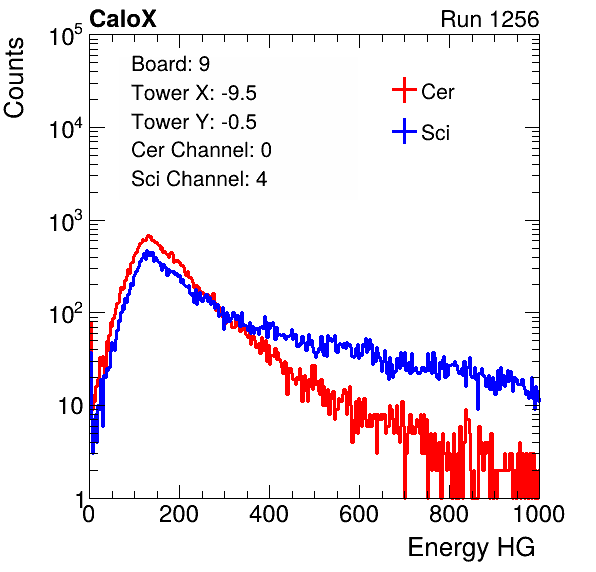 CaloX Run 1256
Counts
10^5
10^4
10^3
10^2
10
1
Board: 9
Tower X: -9.5
Tower Y: -0.5
Cer Channel: 0
Sci Channel: 4
Cer
Sci
0 200 400 600 800 1000
Energy HG